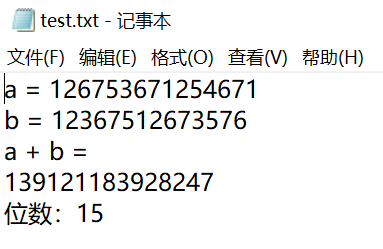 test.txt - 记事本
文件(F) 编辑(E) 格式(O) 查看(V) 帮助(H)
a = 126753671254671
b = 12367512673576
a + b =
139121183928247
位数：15